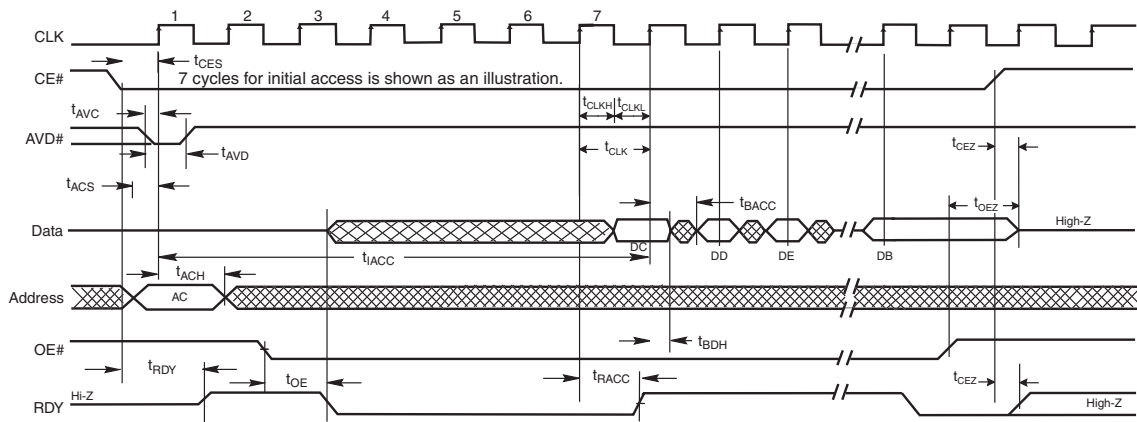 1 2 3 4 5 6 7
CLK
tCES
CE#
7 cycles for initial access is shown as an illustration.
tAVC
tCLKH tCLKL
AVD#
tAVD
tCLK
tCEZ
tACS
tBACC
tOEZ
Data
High-Z
DC DD DE DB
tIACC
tACH
Address
AC
OE#
tBDH
tRDY
tOE
tRACC
tCEZ
Hi-Z
High-Z
RDY